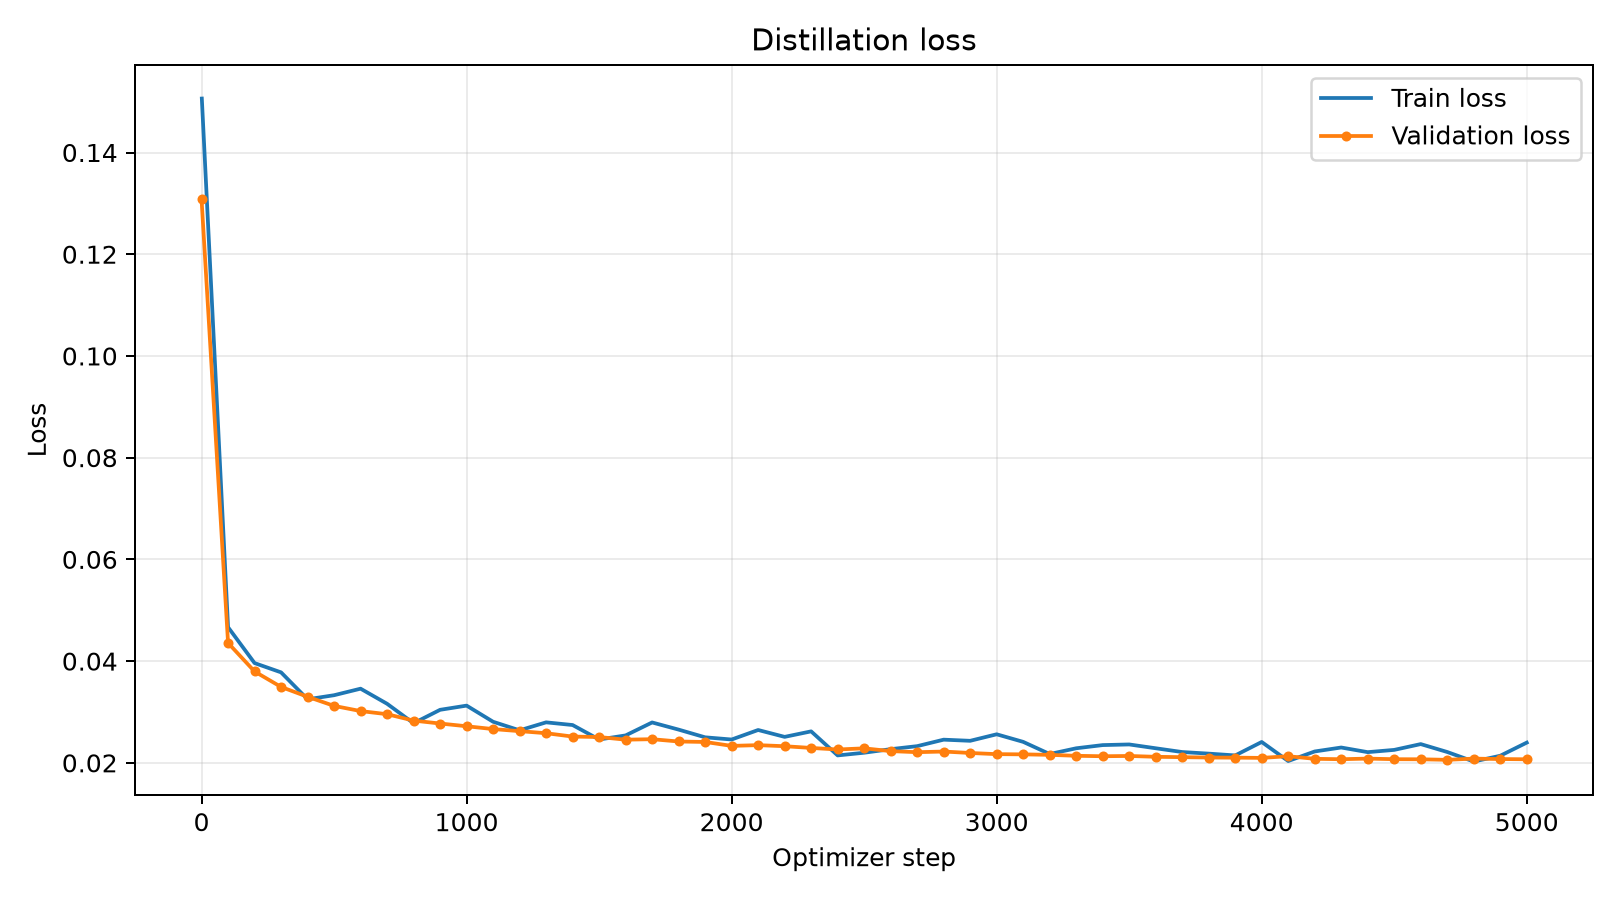 Distillation loss
Train loss
Validation loss
0.14
0.12
0.10
0.08
0.06
0.04
0.02
Loss
0 1000 2000 3000 4000 5000
Optimizer step